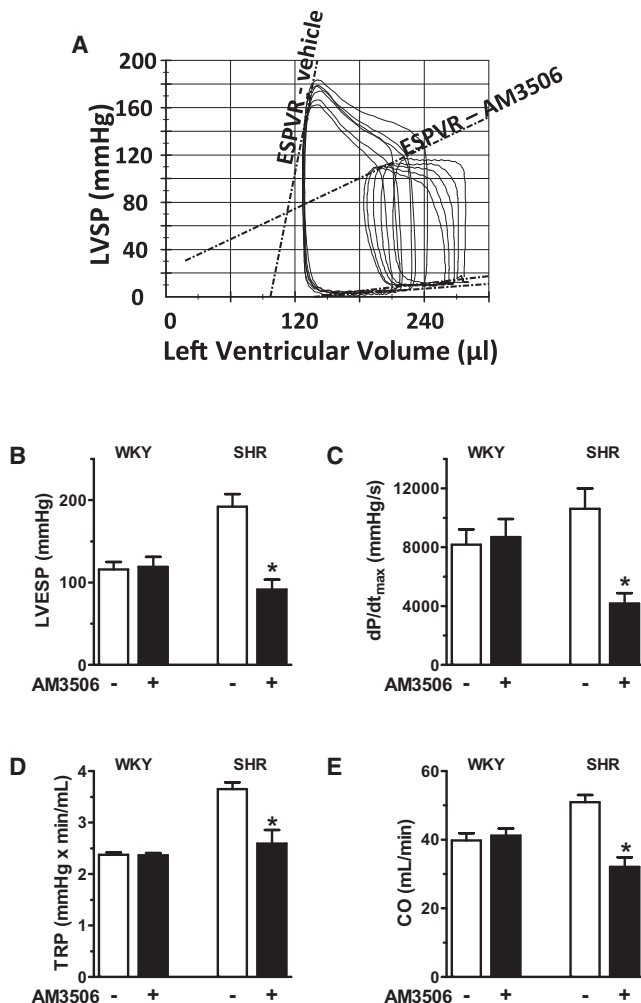 A
LVSP (mmHg)
200
160
120
80
40
0
ESPVR - vehicle
ESPVR – AM3506
0 120 240
Left Ventricular Volume (µl)
B
WKY SHR
LVESP (mmHg)
200
100
0
*
AM3506 - + - +
C
WKY SHR
dP/dtmax (mmHg/s)
12000
8000
4000
0
*
AM3506 - + - +
D
WKY SHR
TRP (mmHg x min/mL)
4
3
2
1
0
*
AM3506 - + - +
E
WKY SHR
CO (mL/min)
60
40
20
0
*
AM3506 - + - +